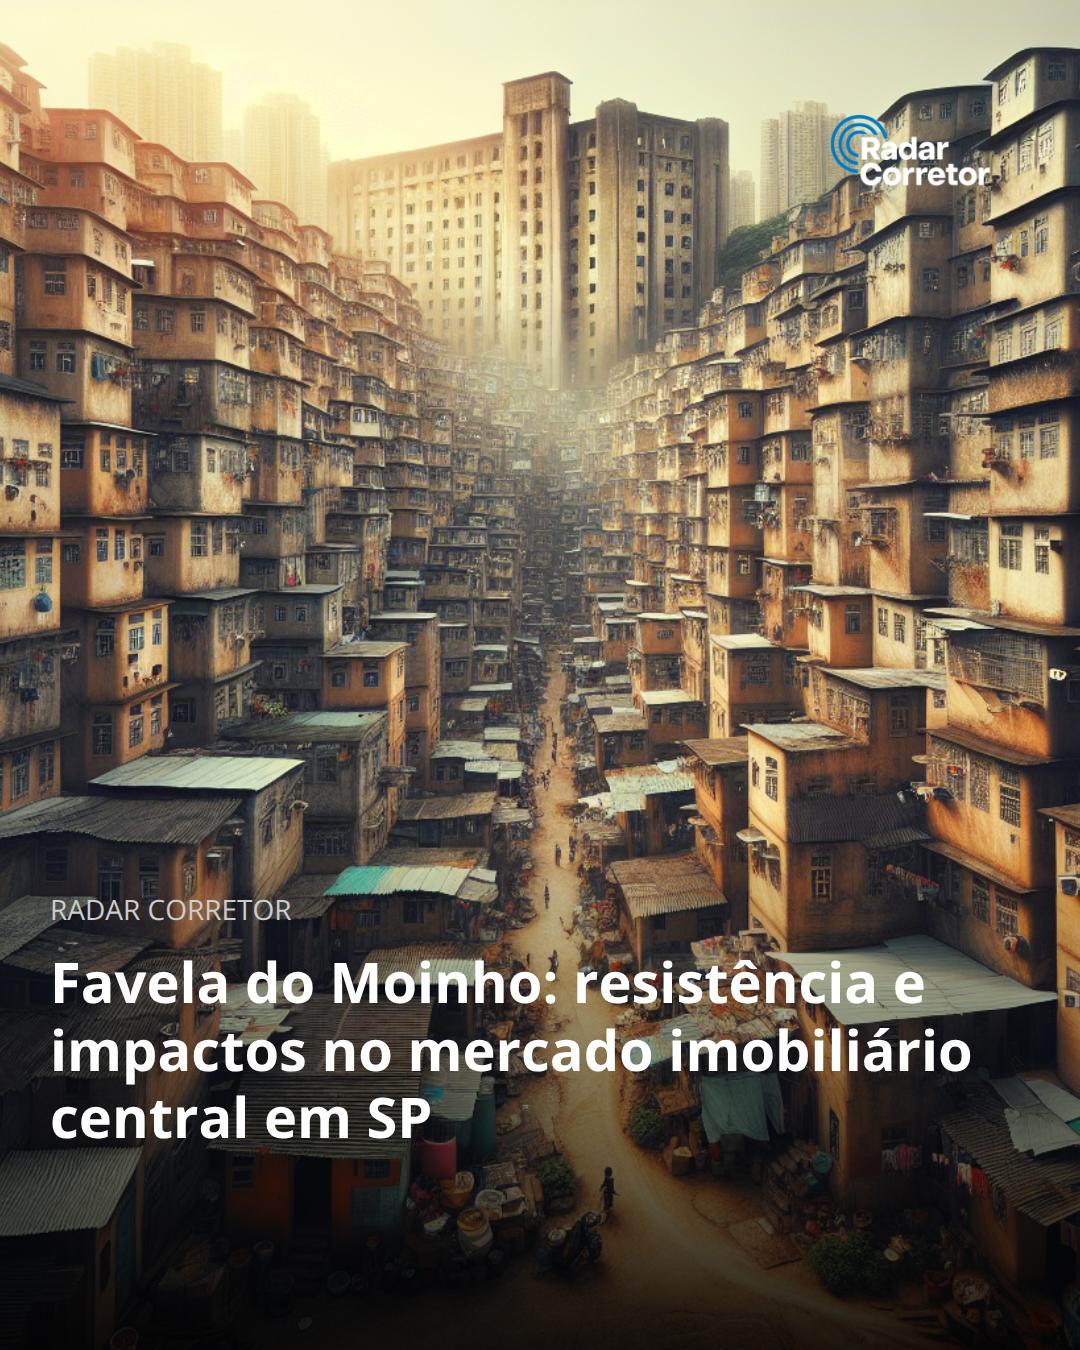 Radar
Corretor
RADAR CORRETOR
Favela do Moinho: resistência e
impactos no mercado imobiliário
central em SP